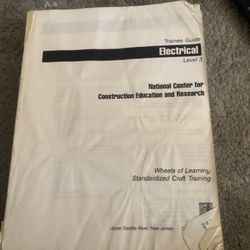 Trainee Guide
Electrical
Level 3
National Center for
Construction Education and Research
Wheels of Learning
Standardized Craft Training
Upper Saddle River, New Jersey